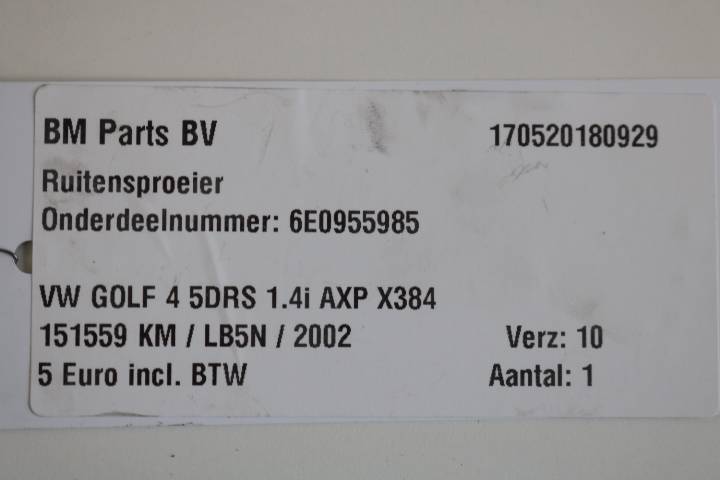 BM Parts BV 170520180929
Ruitensproeier
Onderdeelnummer: 6E0955985
VW GOLF 4 5DRS 1.4i AXP X384
151559 KM / LB5N / 2002 Verz: 10
5 Euro incl. BTW Aantal: 1